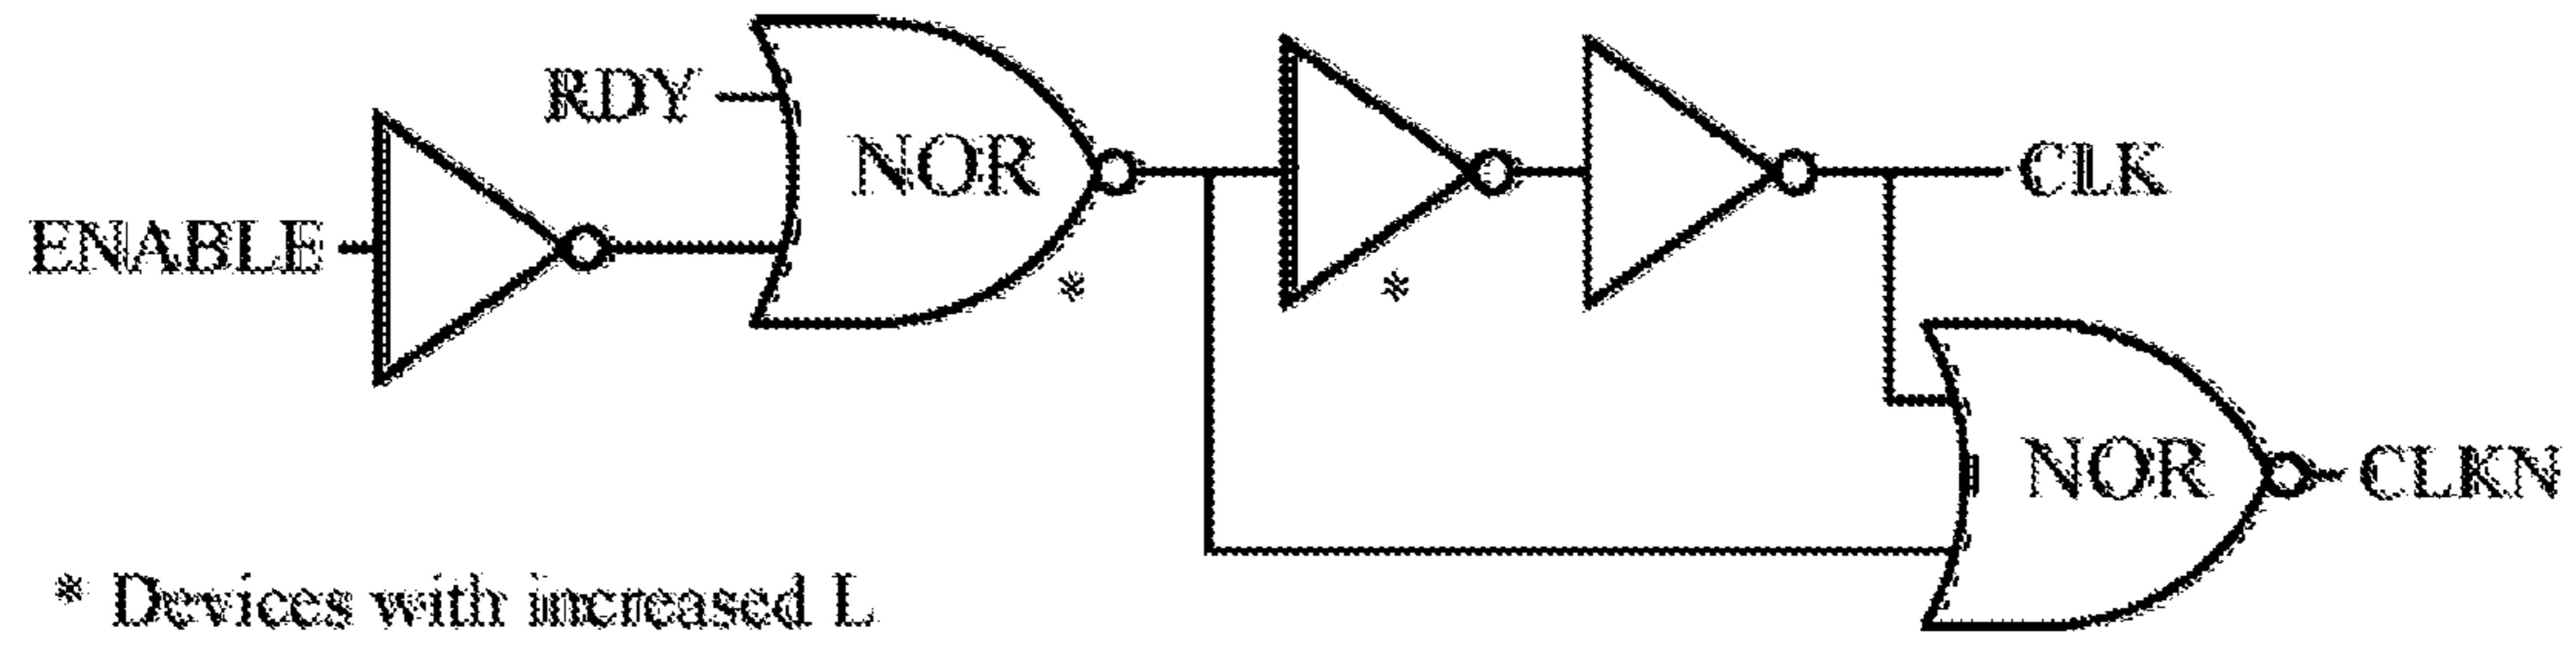 RDY
NOR
CLK
ENABLE
*
*
NOR
CLKN
* Devices with increased L